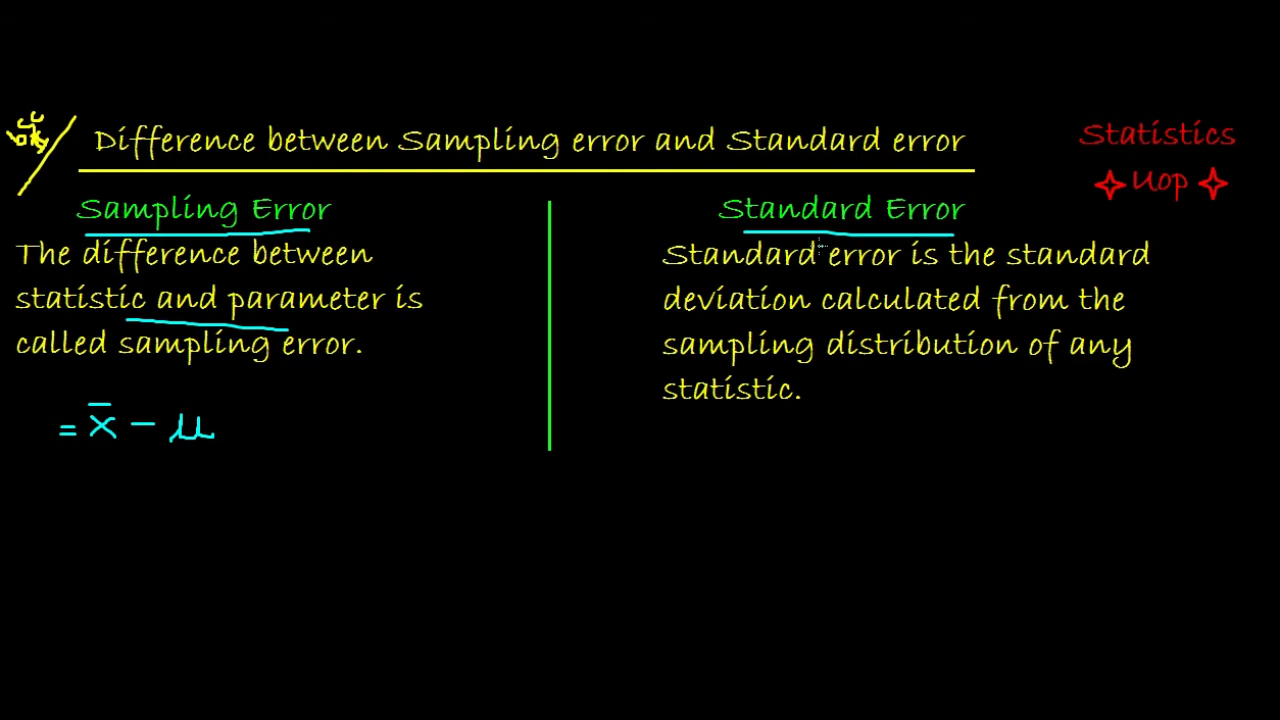 Difference between Sampling error and Standard error
Statistics
Uop
Sampling Error
The difference between
statistic and parameter is
called sampling error.
= x̄ − μ
Standard Error
Standard error is the standard
deviation calculated from the
sampling distribution of any
statistic.